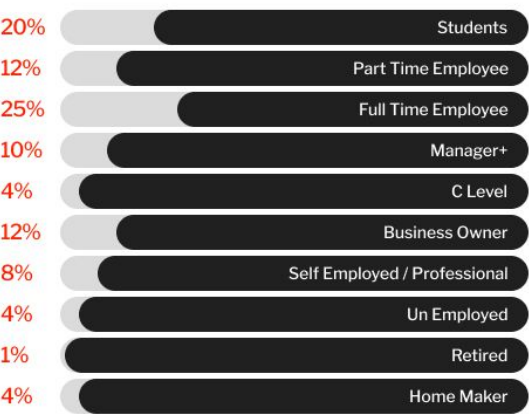 20% Students
12% Part Time Employee
25% Full Time Employee
10% Manager+
4% C Level
12% Business Owner
8% Self Employed / Professional
4% Un Employed
1% Retired
4% Home Maker